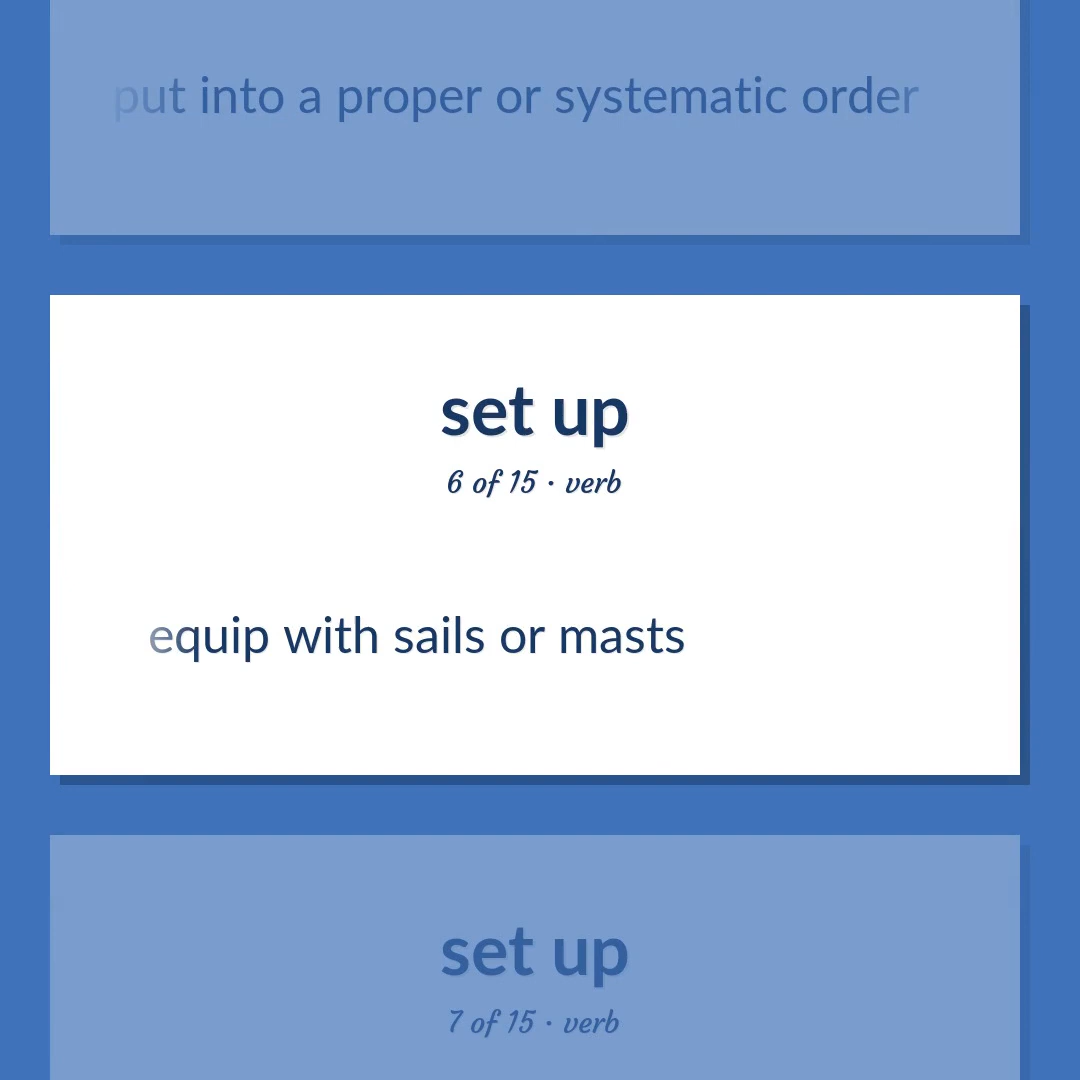 put into a proper or systematic order
set up
6 of 15 · verb
equip with sails or masts
set up
7 of 15 · verb